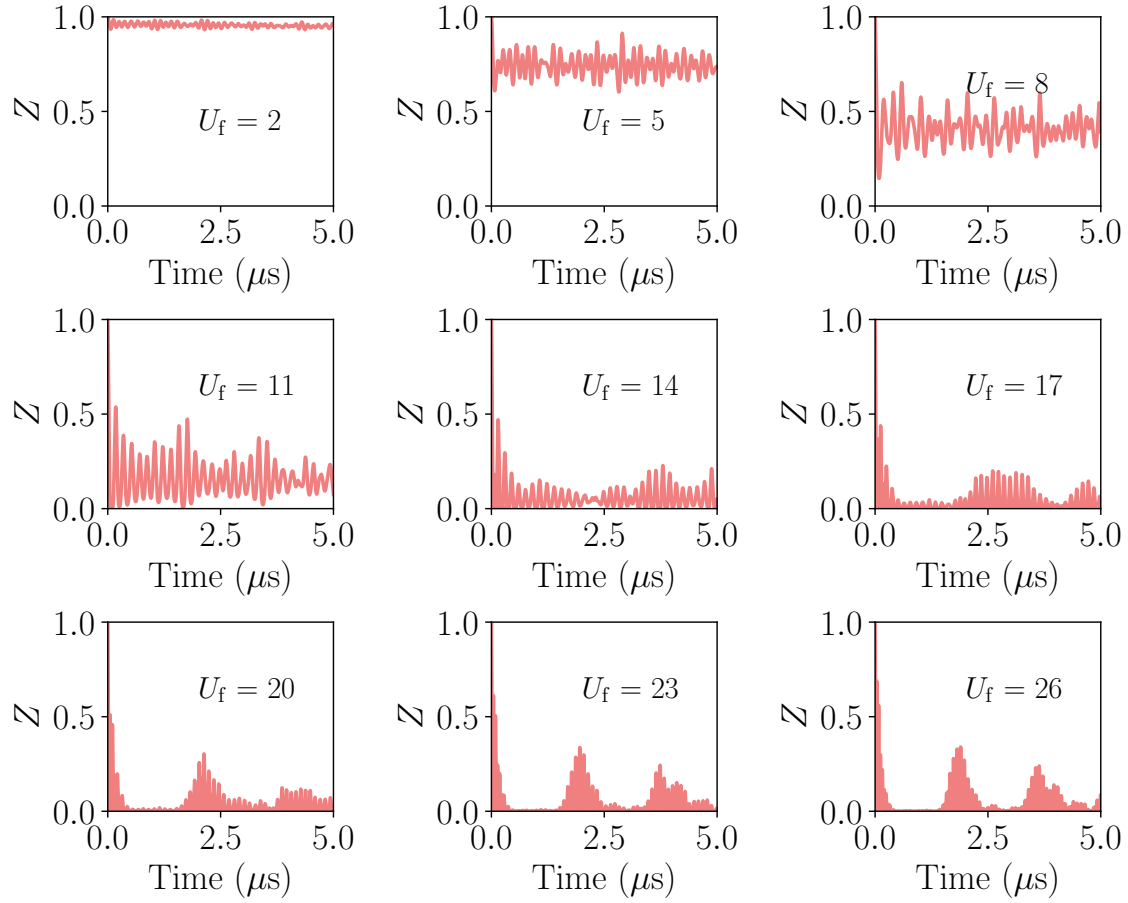 1.0
Z 0.5
U_f = 2
0.0
0.0 2.5 5.0
Time (μs)
1.0
Z 0.5
U_f = 5
0.0
0.0 2.5 5.0
Time (μs)
1.0
U_f = 8
Z 0.5
0.0
0.0 2.5 5.0
Time (μs)
1.0
U_f = 11
Z 0.5
0.0
0.0 2.5 5.0
Time (μs)
1.0
U_f = 14
Z 0.5
0.0
0.0 2.5 5.0
Time (μs)
1.0
U_f = 17
Z 0.5
0.0
0.0 2.5 5.0
Time (μs)
1.0
U_f = 20
Z 0.5
0.0
0.0 2.5 5.0
Time (μs)
1.0
U_f = 23
Z 0.5
0.0
0.0 2.5 5.0
Time (μs)
1.0
U_f = 26
Z 0.5
0.0
0.0 2.5 5.0
Time (μs)